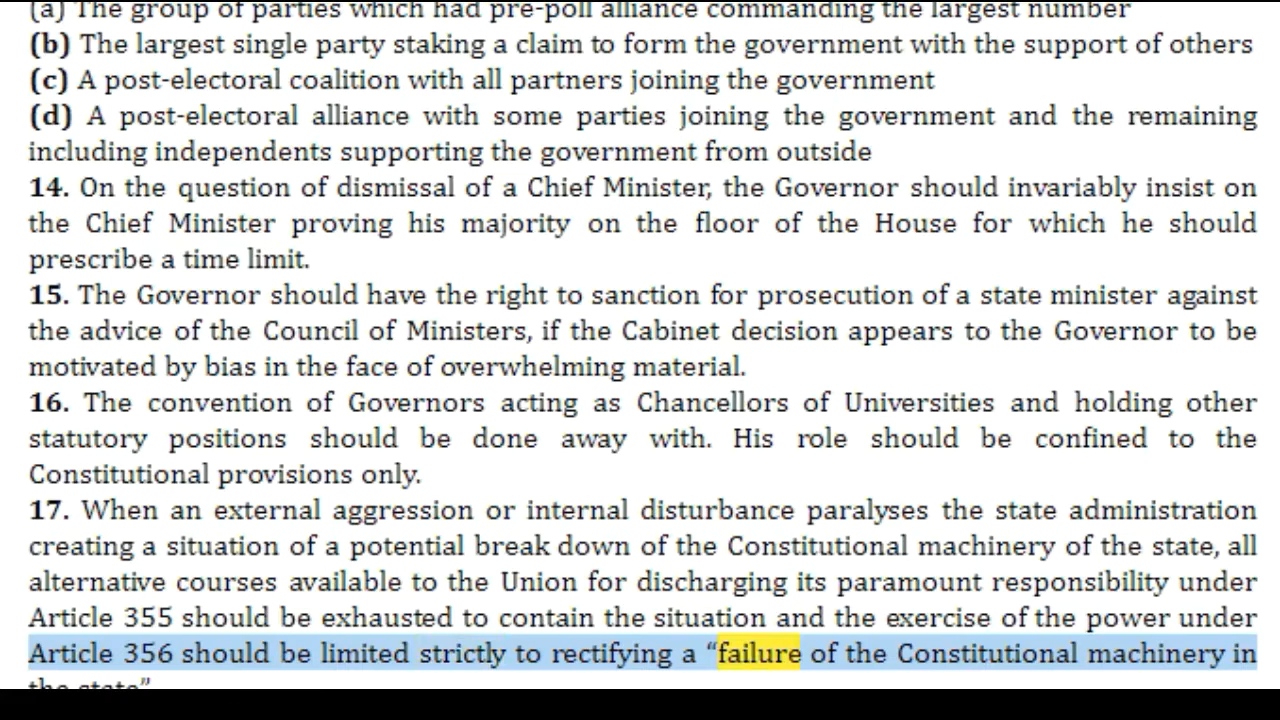 (a) The group of parties which had pre-poll alliance commanding the largest number
(b) The largest single party staking a claim to form the government with the support of others
(c) A post-electoral coalition with all partners joining the government
(d) A post-electoral alliance with some parties joining the government and the remaining
including independents supporting the government from outside
14. On the question of dismissal of a Chief Minister, the Governor should invariably insist on
the Chief Minister proving his majority on the floor of the House for which he should
prescribe a time limit.
15. The Governor should have the right to sanction for prosecution of a state minister against
the advice of the Council of Ministers, if the Cabinet decision appears to the Governor to be
motivated by bias in the face of overwhelming material.
16. The convention of Governors acting as Chancellors of Universities and holding other
statutory positions should be done away with. His role should be confined to the
Constitutional provisions only.
17. When an external aggression or internal disturbance paralyses the state administration
creating a situation of a potential break down of the Constitutional machinery of the state, all
alternative courses available to the Union for discharging its paramount responsibility under
Article 355 should be exhausted to contain the situation and the exercise of the power under
Article 356 should be limited strictly to rectifying a “failure of the Constitutional machinery in
the state”